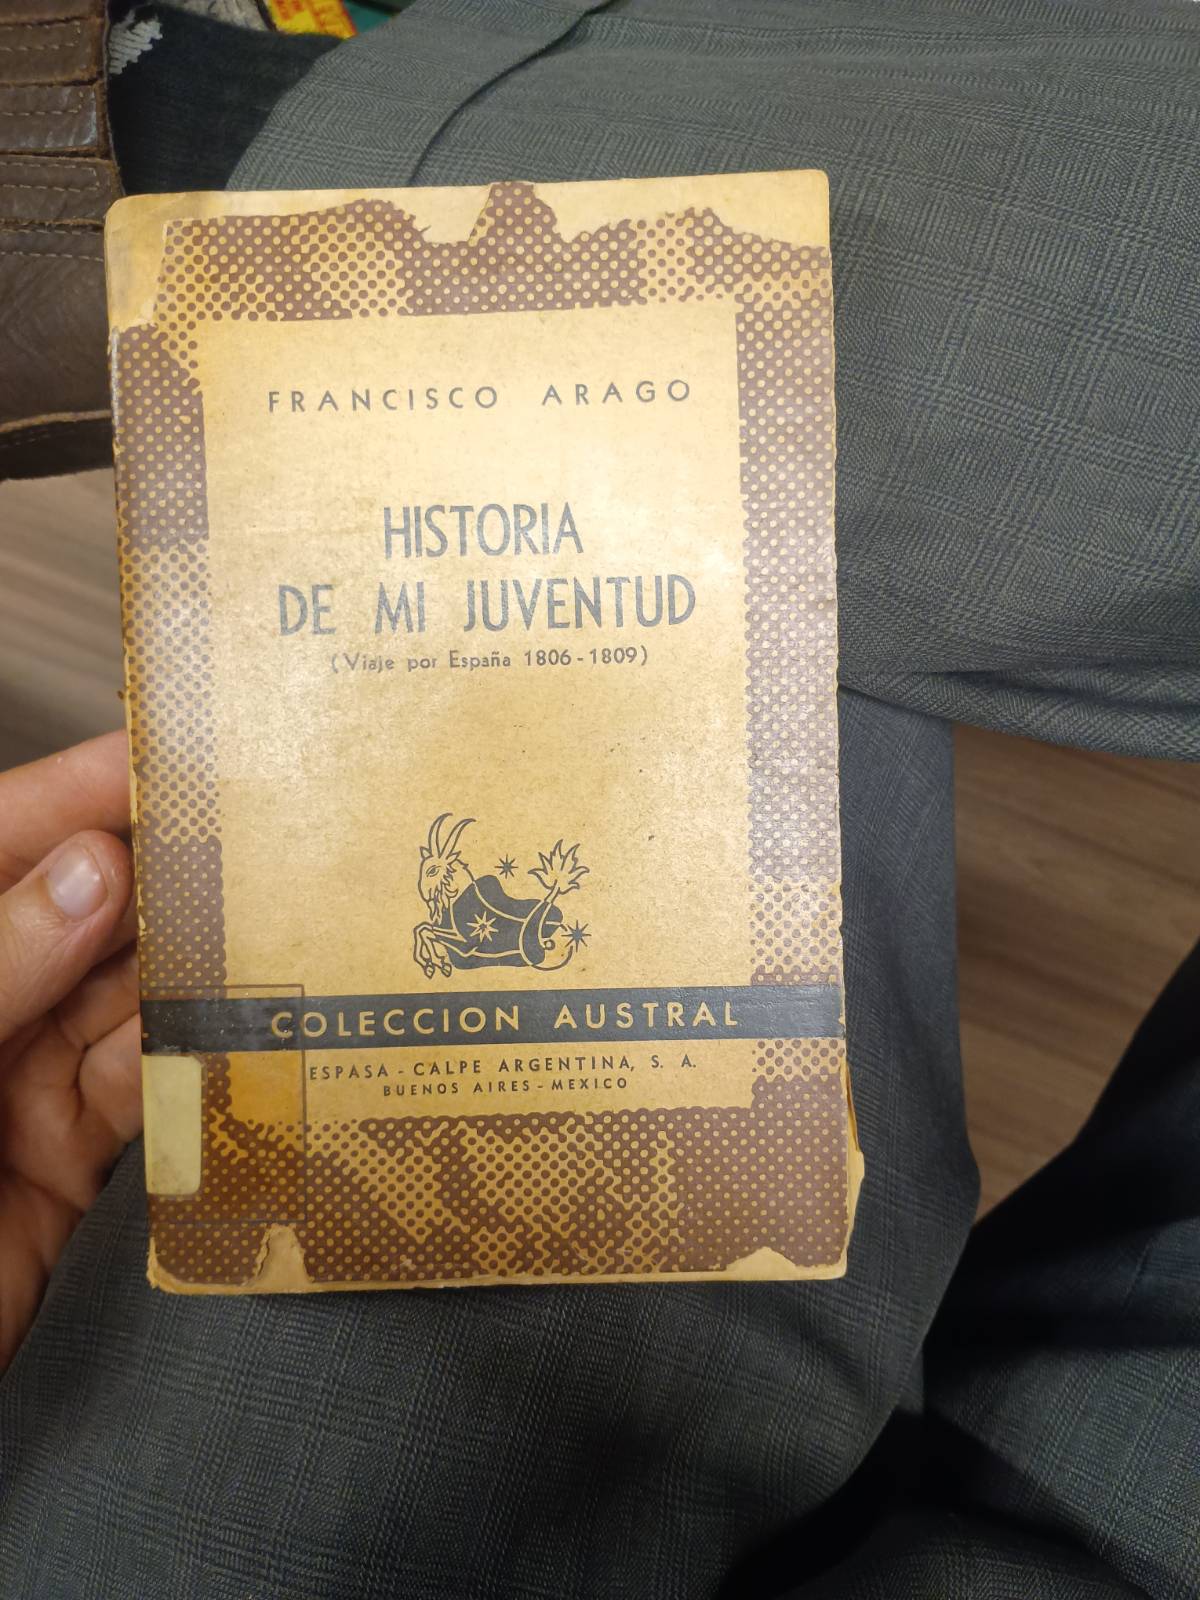 FRANCISCO ARAGO
HISTORIA
DE MI JUVENTUD
(Viaje por España 1806-1809)
COLECCION AUSTRAL
ESPASA-CALPE ARGENTINA, S. A.
BUENOS AIRES-MEXICO